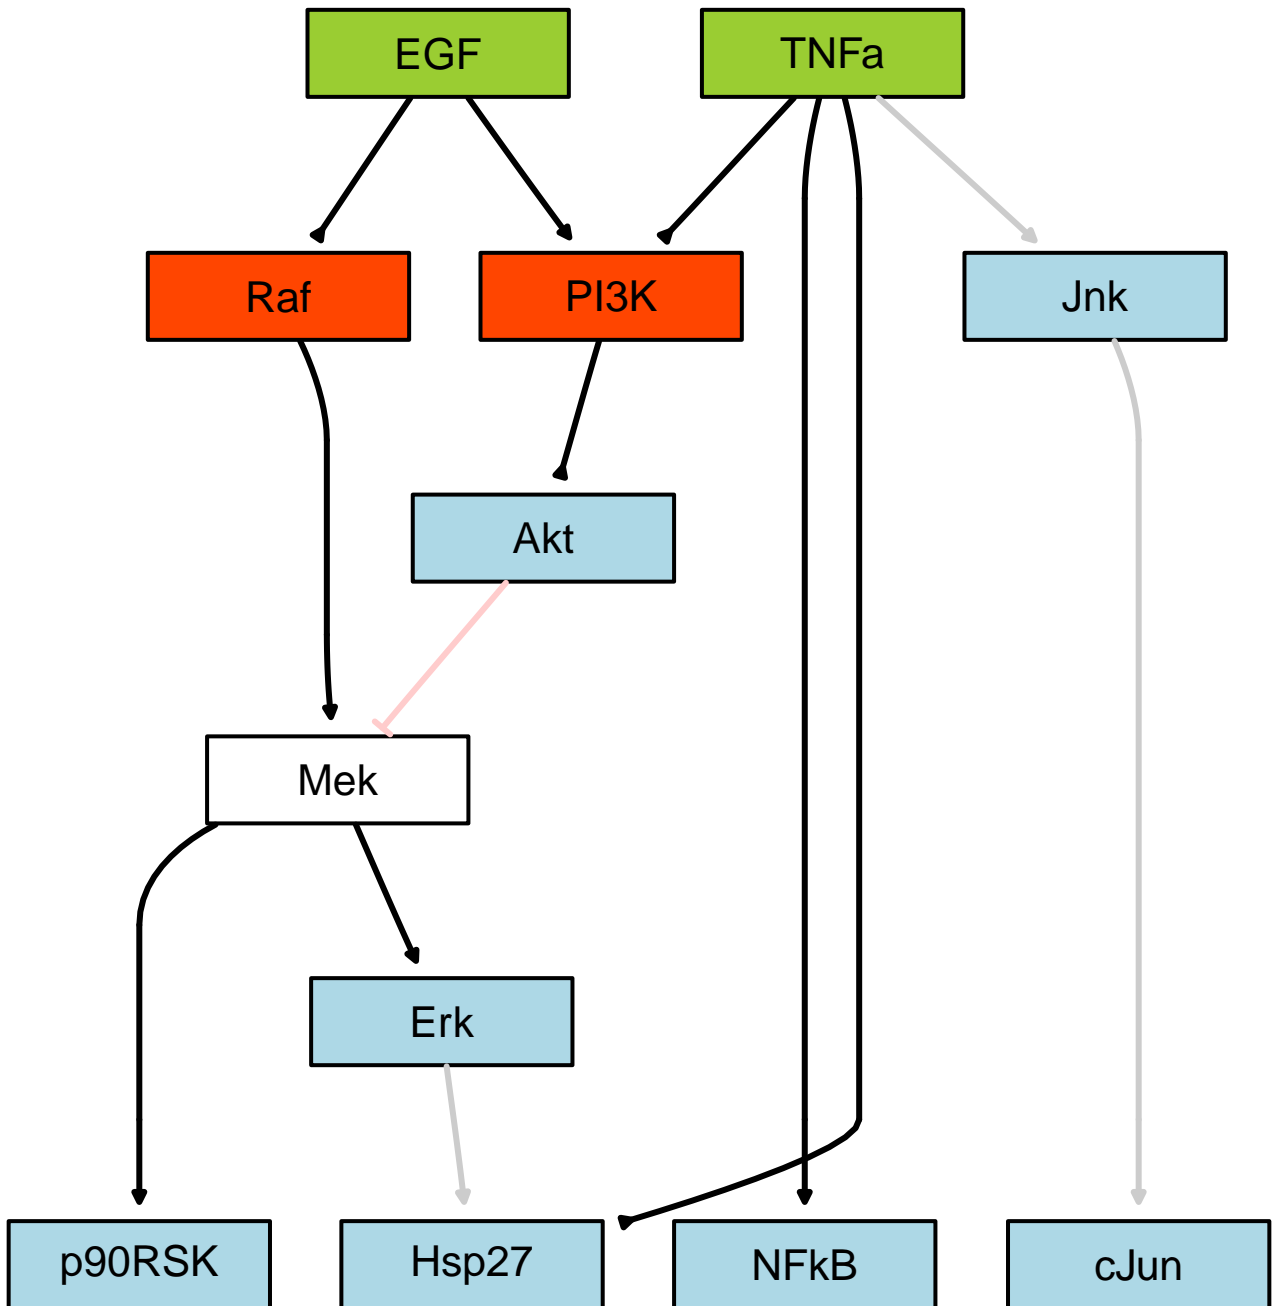 EGF
TNFa
Raf
PI3K
Jnk
Akt
Mek
Erk
p90RSK
Hsp27
NFkB
cJun